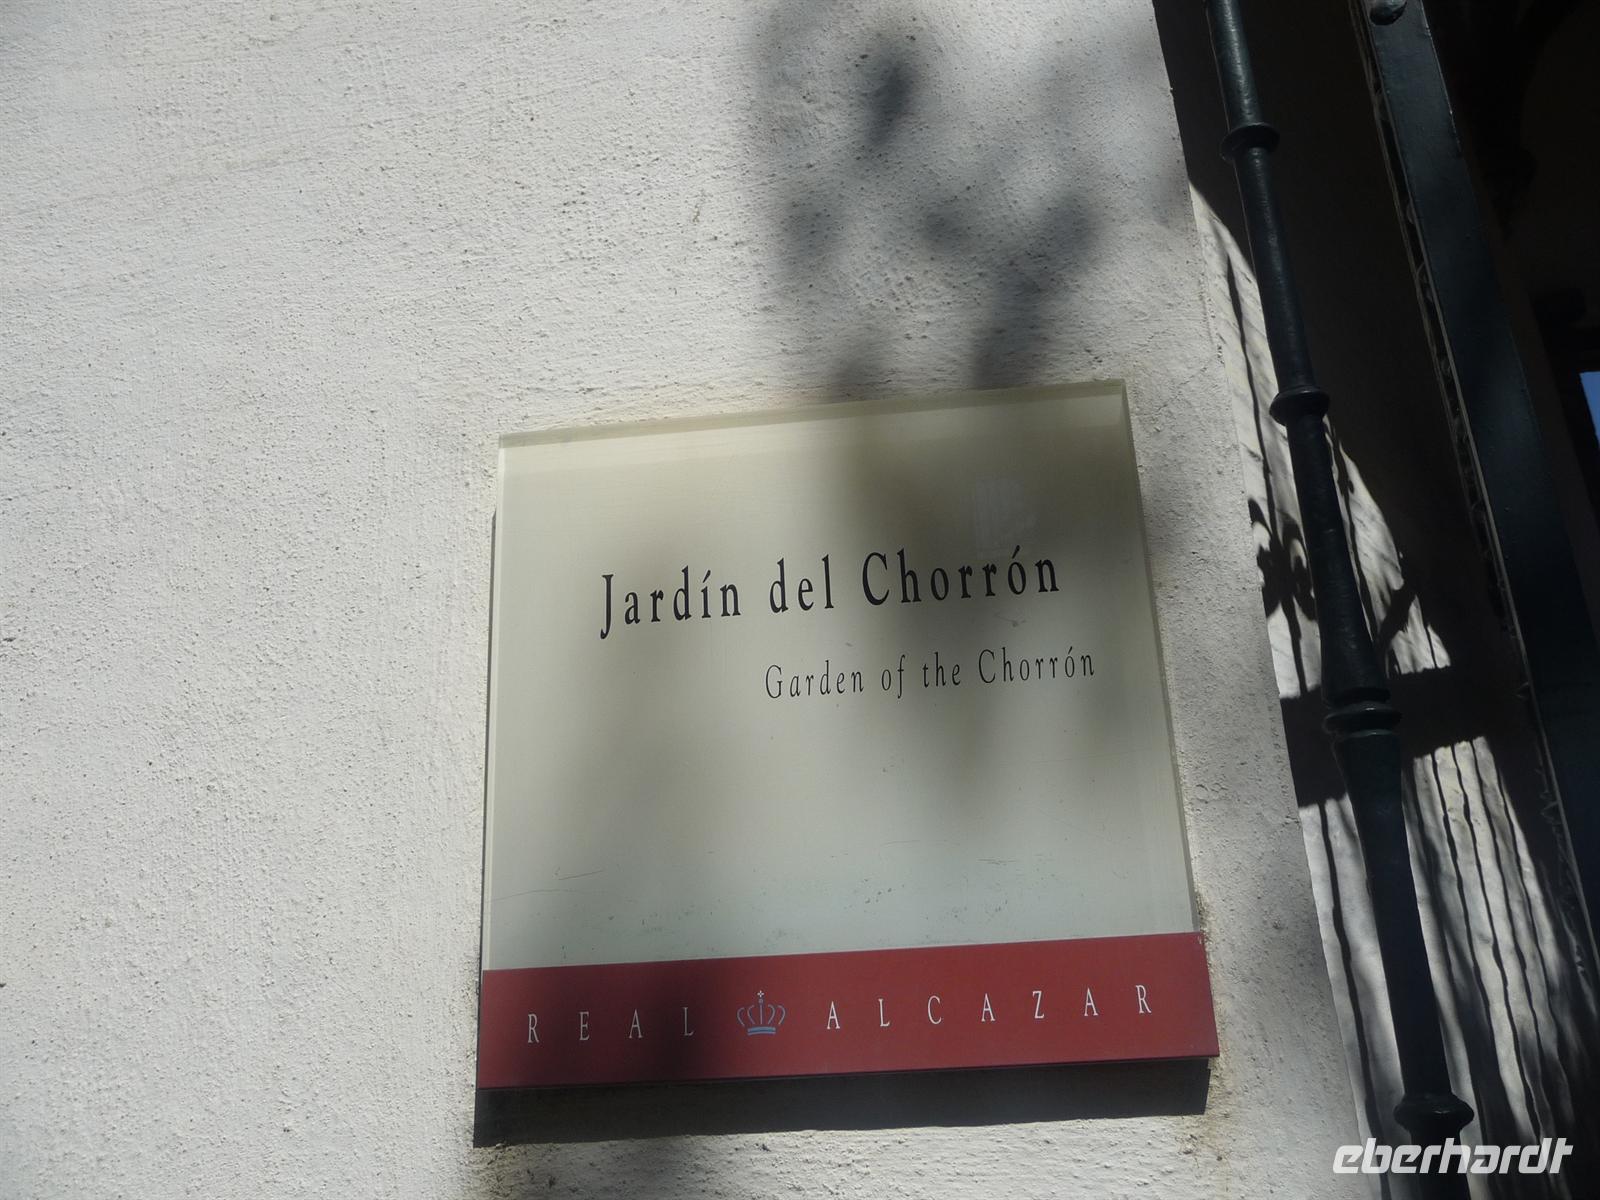 Jardín del Chorrón
Garden of the Chorrón
REAL ALCAZAR
eberhardt